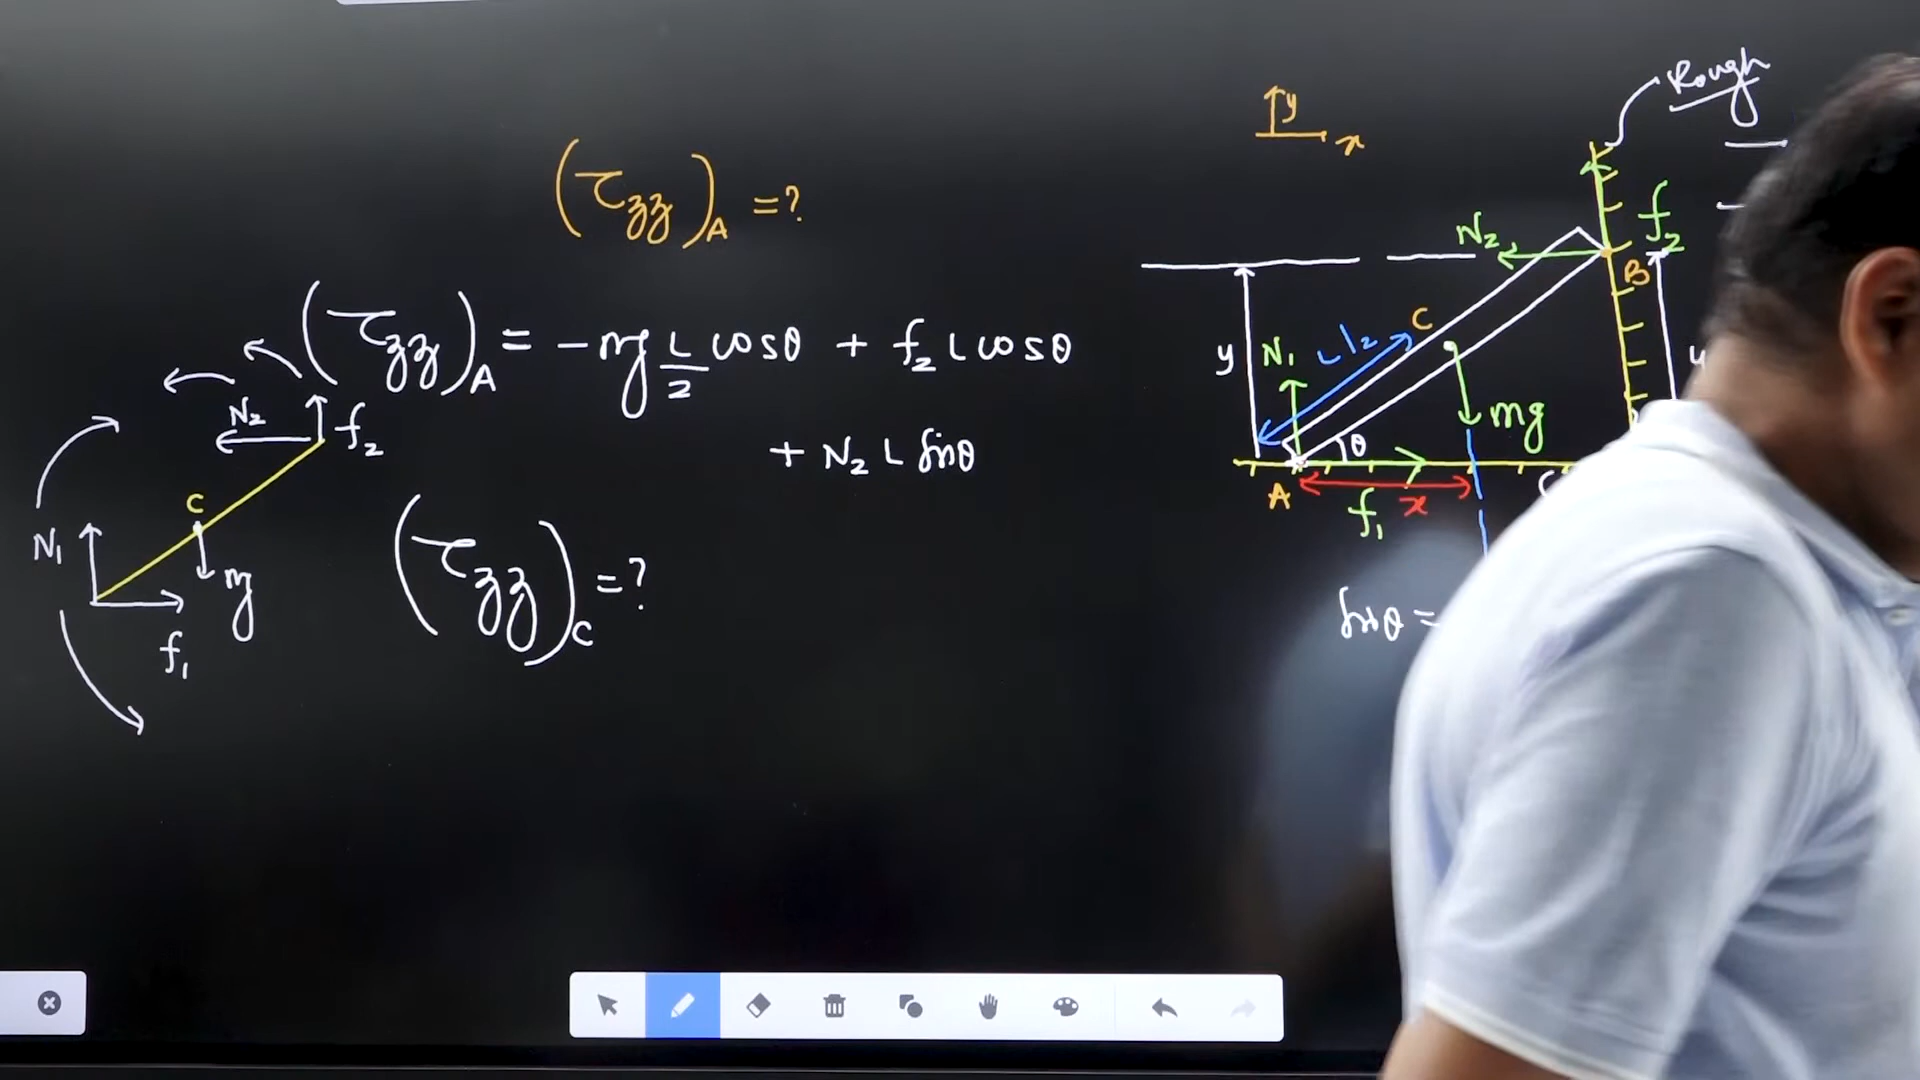 (τzz)A = ?
(τzz)A = - mg L/2 cosθ + f2 L cosθ
+ N2 L sinθ
N2
f2
C
N1
mg
f1
(τzz)C = ?
y
x
Rough
N2
f2
B
C
L/2
y
N1
mg
θ
A
f1
x
sinθ =